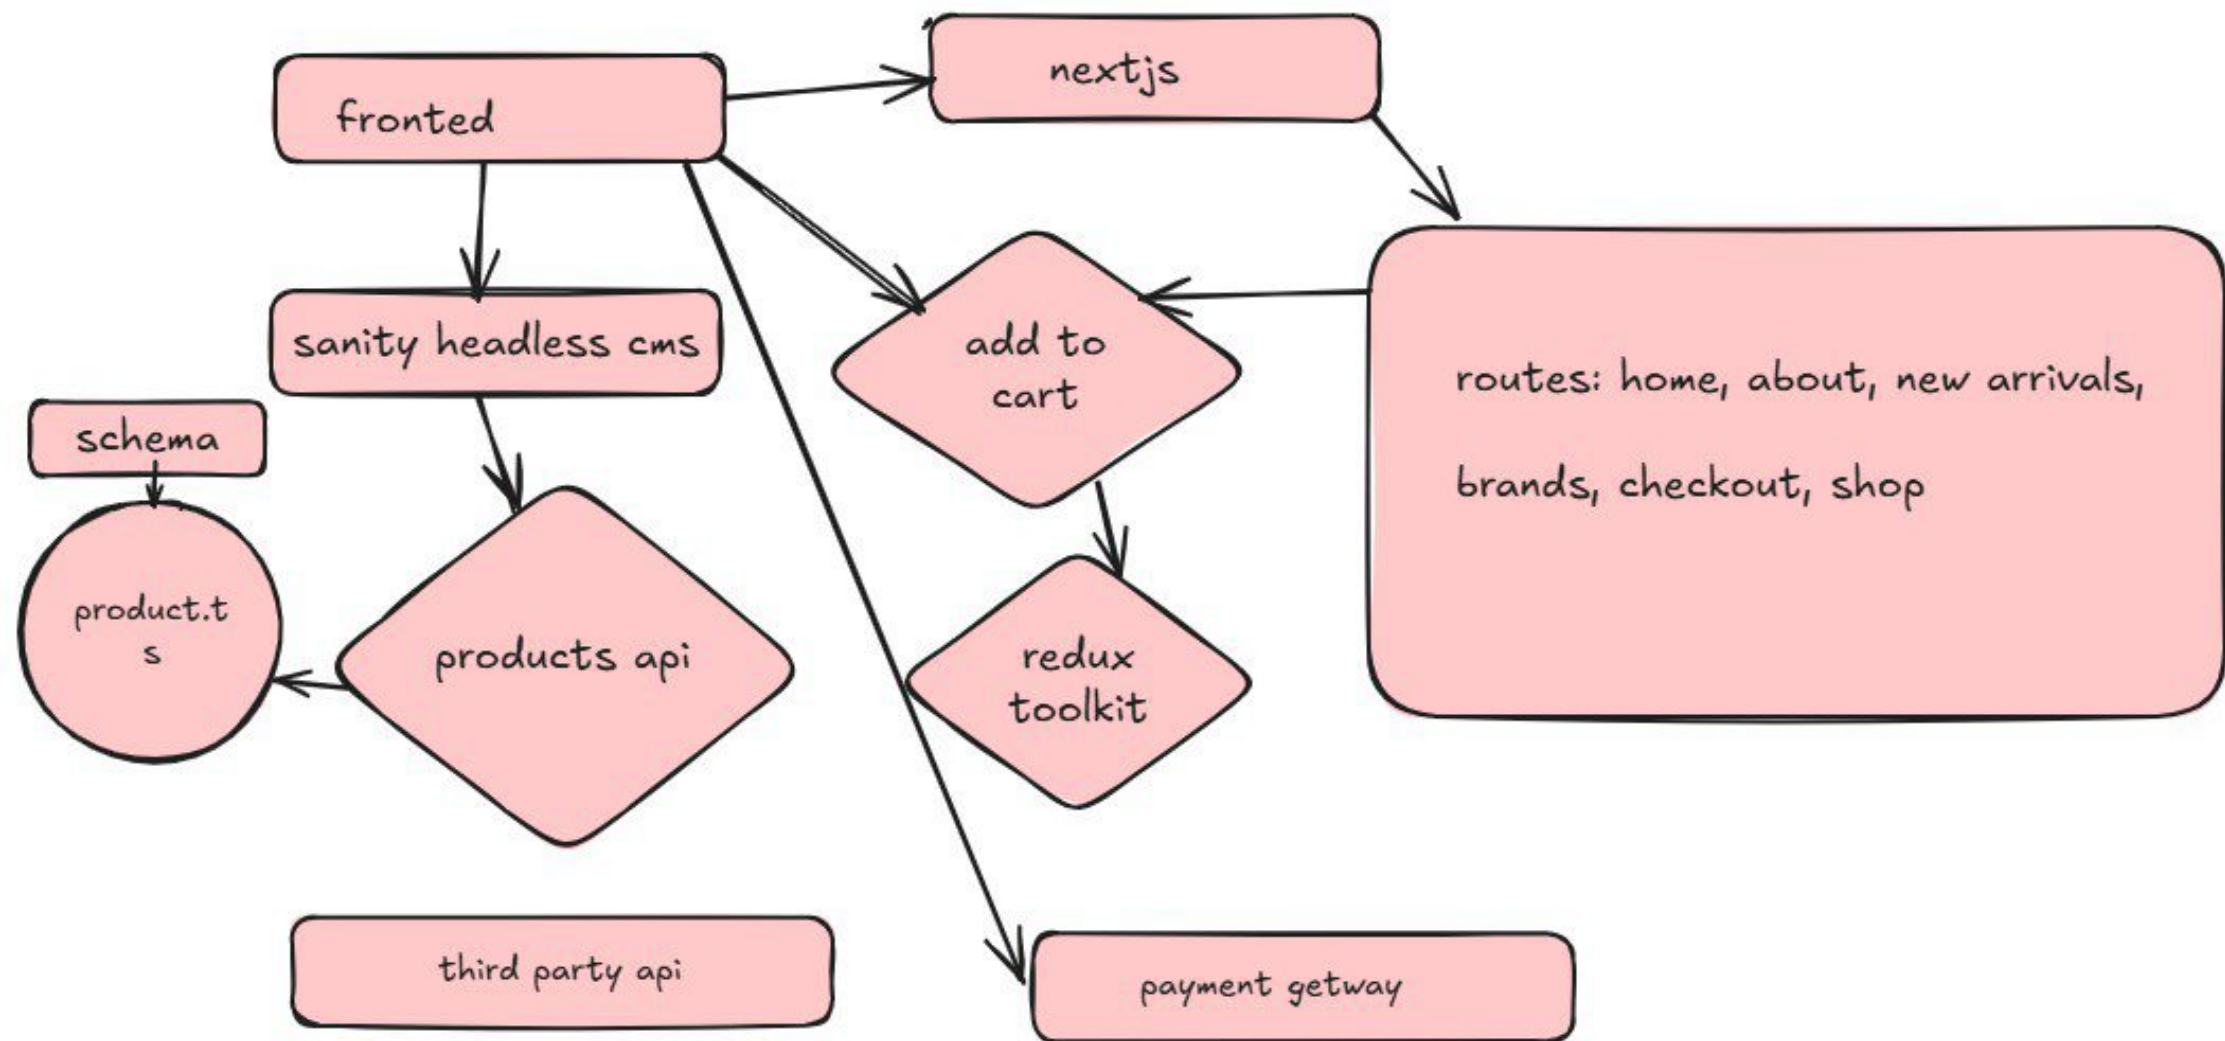 fronted
nextjs
sanity headless cms
add to
cart
routes: home, about, new arrivals,
brands, checkout, shop
schema
product.t
s
products api
redux
toolkit
third party api
payment getway